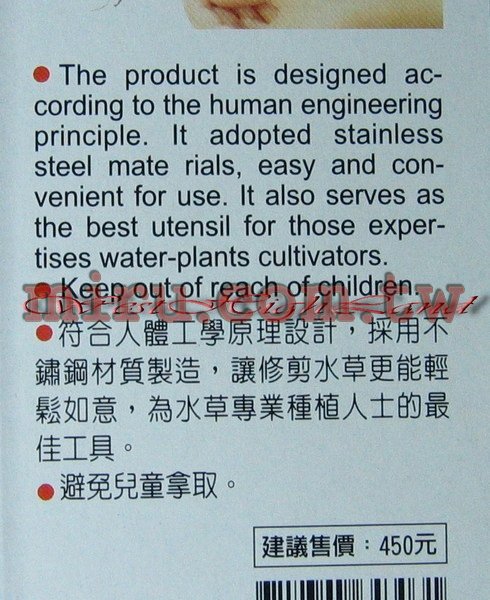 ● The product is designed ac-
cording to the human engineering
principle. It adopted stainless
steel mate rials, easy and con-
venient for use. It also serves as
the best utensil for those exper-
tises water-plants cultivators.
● Keep out of reach of children.
mifu.com.tw
●符合人體工學原理設計，採用不
鏽鋼材質製造，讓修剪水草更能輕
鬆如意，為水草專業種植人士的最
佳工具。
●避免兒童拿取。
建議售價：450元